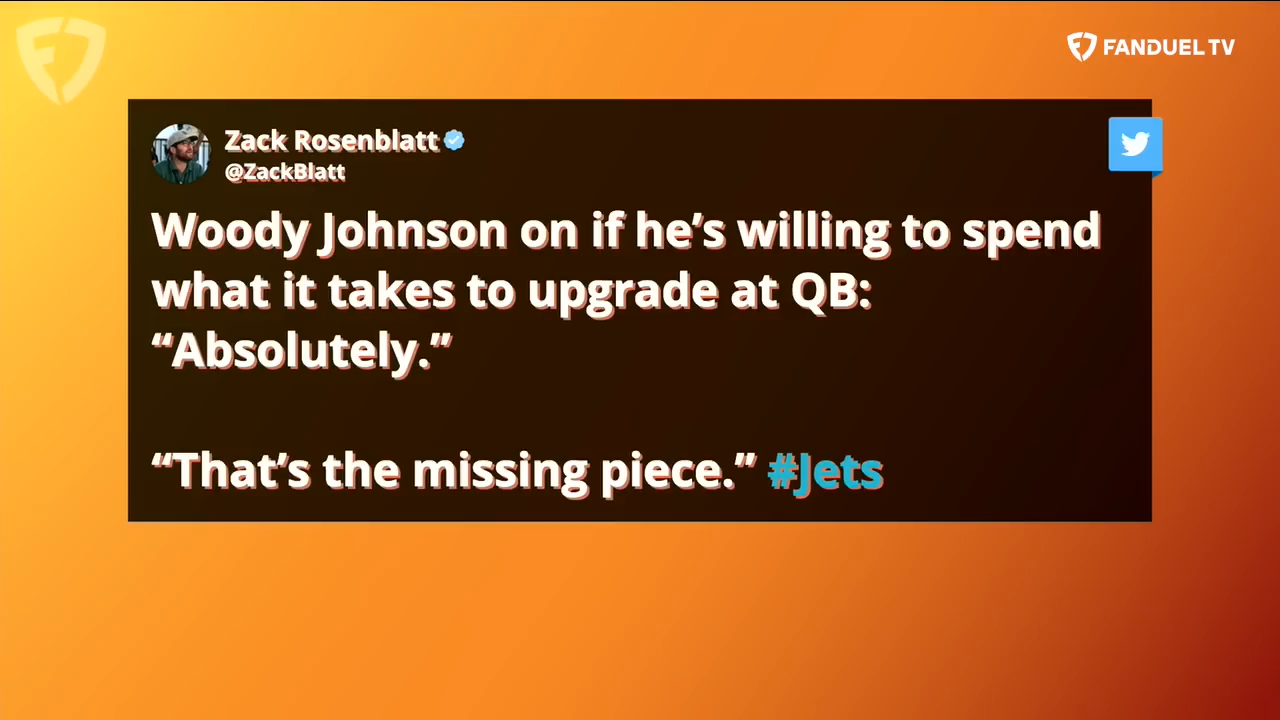 FANDUEL TV
Zack Rosenblatt
@ZackBlatt
Woody Johnson on if he’s willing to spend
what it takes to upgrade at QB:
“Absolutely.”
“That’s the missing piece.” #Jets